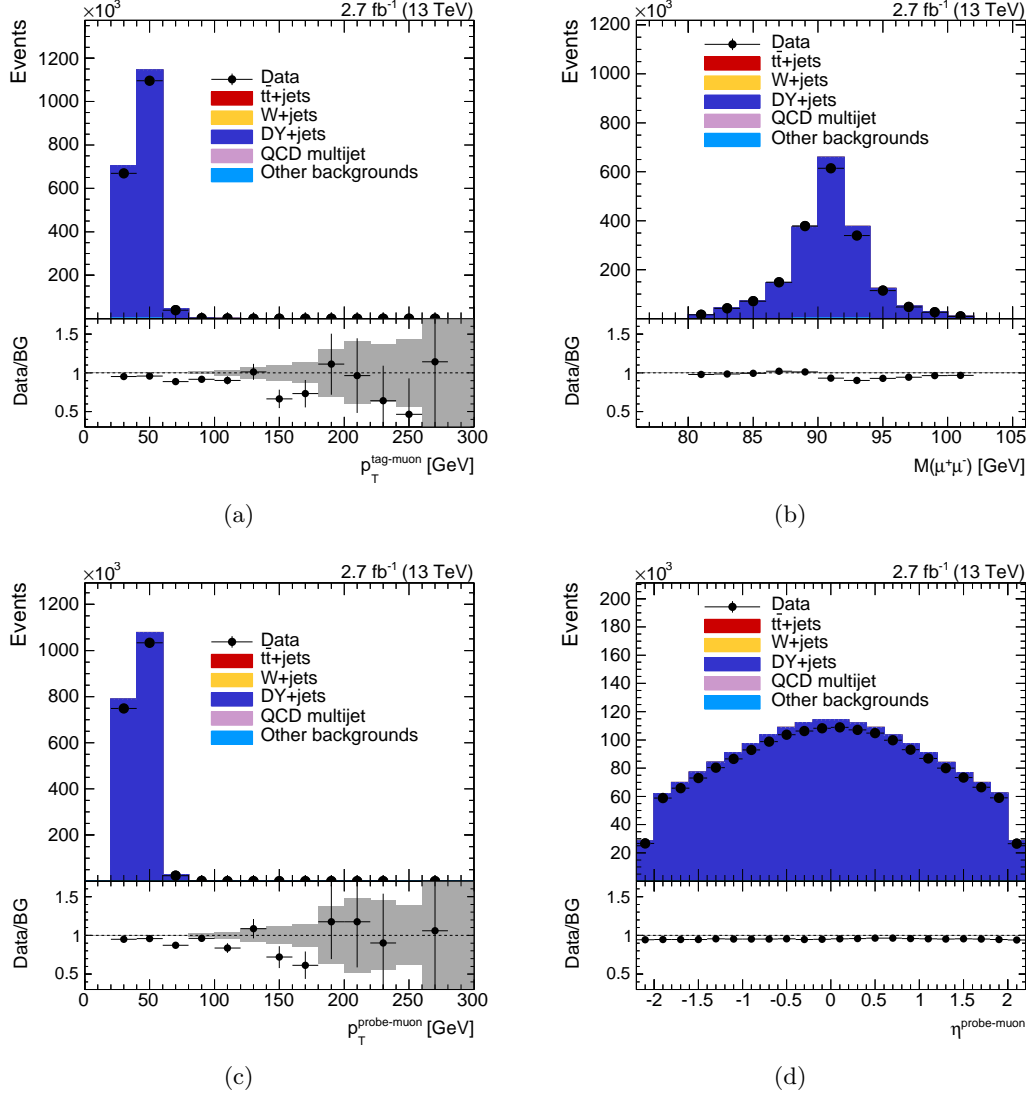 ×10³ 2.7 fb⁻¹ (13 TeV)
Events
1200
1000
800
600
400
200
Data
tt̄+jets
W+jets
DY+jets
QCD multijet
Other backgrounds
Data/BG
1.5
1
0.5
0 50 100 150 200 250 300
p_T^tag-muon [GeV]
(a)
×10³ 2.7 fb⁻¹ (13 TeV)
Events
1200
1000
800
600
400
200
Data
tt̄+jets
W+jets
DY+jets
QCD multijet
Other backgrounds
Data/BG
1.5
1
0.5
80 85 90 95 100 105
M(μ⁺μ⁻) [GeV]
(b)
×10³ 2.7 fb⁻¹ (13 TeV)
Events
1200
1000
800
600
400
200
Data
tt̄+jets
W+jets
DY+jets
QCD multijet
Other backgrounds
Data/BG
1.5
1
0.5
0 50 100 150 200 250 300
p_T^probe-muon [GeV]
(c)
×10³ 2.7 fb⁻¹ (13 TeV)
Events
200
180
160
140
120
100
80
60
40
20
0
Data
tt̄+jets
W+jets
DY+jets
QCD multijet
Other backgrounds
Data/BG
1.5
1
0.5
-2 -1.5 -1 -0.5 0 0.5 1 1.5 2
η^probe-muon
(d)